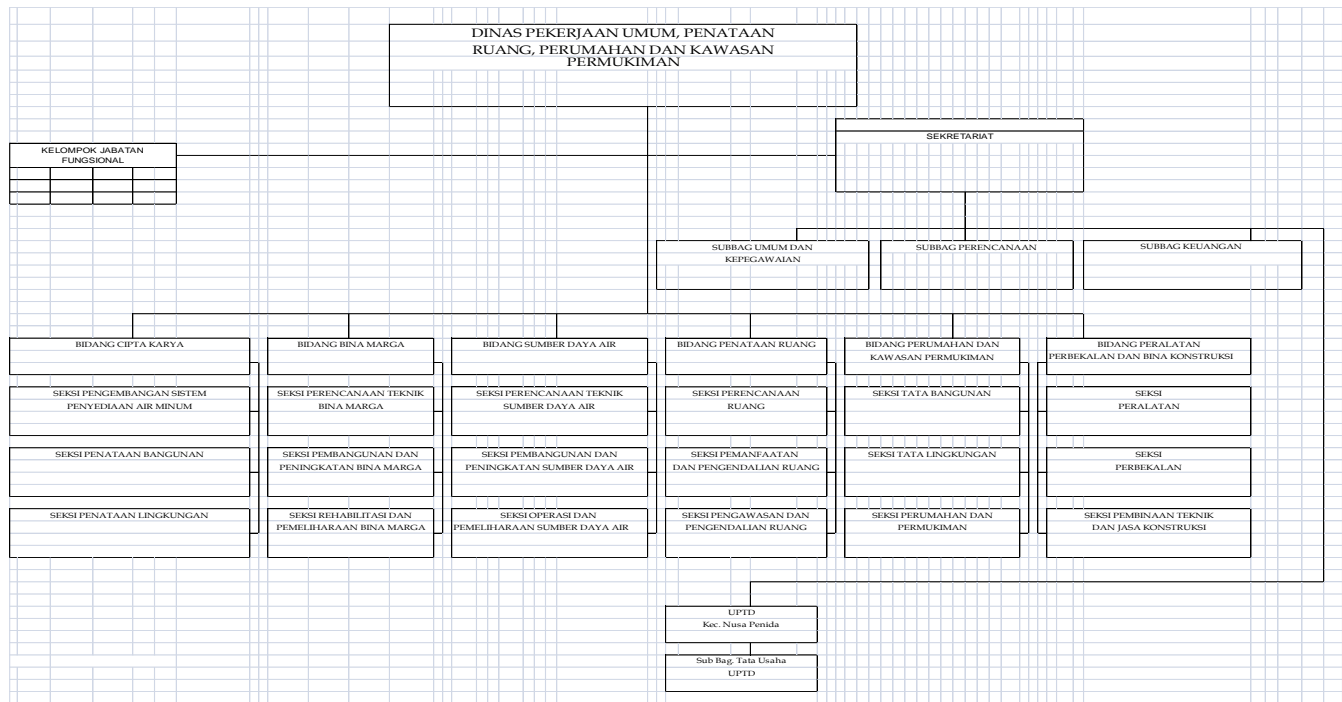 DINAS PEKERJAAN UMUM, PENATAAN
RUANG, PERUMAHAN DAN KAWASAN
PERMUKIMAN
SEKRETARIAT
KELOMPOK JABATAN
FUNGSIONAL
SUBBAG UMUM DAN
KEPEGAWAIAN
SUBBAG PERENCANAAN
SUBBAG KEUANGAN
BIDANG CIPTA KARYA
BIDANG BINA MARGA
BIDANG SUMBER DAYA AIR
BIDANG PENATAAN RUANG
BIDANG PERUMAHAN DAN
KAWASAN PERMUKIMAN
BIDANG PERALATAN
PERBEKALAN DAN BINA KONSTRUKSI
SEKSI PENGEMBANGAN SISTEM
PENYEDIAAN AIR MINUM
SEKSI PERENCANAAN TEKNIK
BINA MARGA
SEKSI PERENCANAAN TEKNIK
SUMBER DAYA AIR
SEKSI PERENCANAAN
RUANG
SEKSI TATA BANGUNAN
SEKSI
PERALATAN
SEKSI PENATAAN BANGUNAN
SEKSI PEMBANGUNAN DAN
PENINGKATAN BINA MARGA
SEKSI PEMBANGUNAN DAN
PENINGKATAN SUMBER DAYA AIR
SEKSI PEMANFAATAN
DAN PENGENDALIAN RUANG
SEKSI TATA LINGKUNGAN
SEKSI
PERBEKALAN
SEKSI PENATAAN LINGKUNGAN
SEKSI REHABILITASI DAN
PEMELIHARAAN BINA MARGA
SEKSI OPERASI DAN
PEMELIHARAAN SUMBER DAYA AIR
SEKSI PENGAWASAN DAN
PENGENDALIAN RUANG
SEKSI PERUMAHAN DAN
PERMUKIMAN
SEKSI PEMBINAAN TEKNIK
DAN JASA KONSTRUKSI
UPTD
Kec. Nusa Penida
Sub Bag. Tata Usaha
UPTD